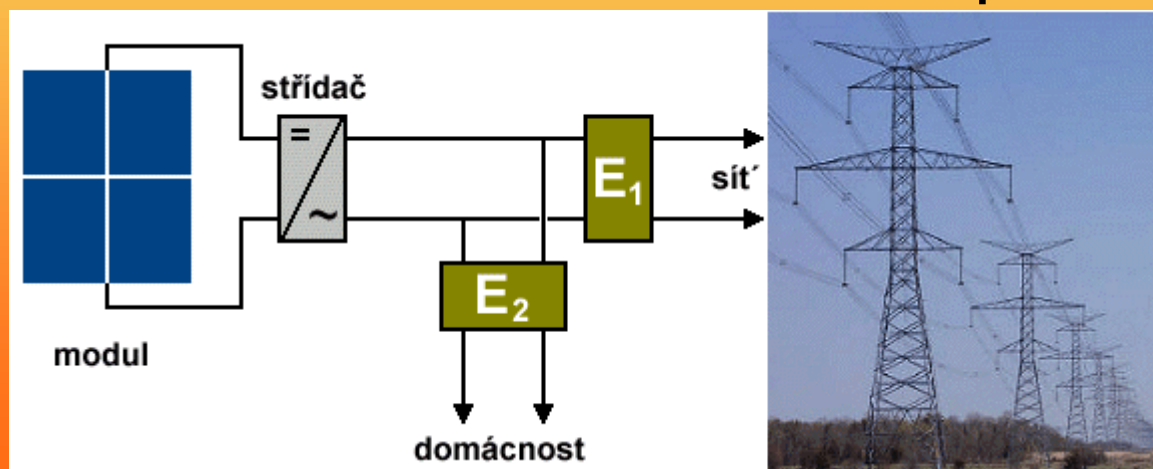 střídač
=
~
E₁
síť´
E₂
modul
domácnost